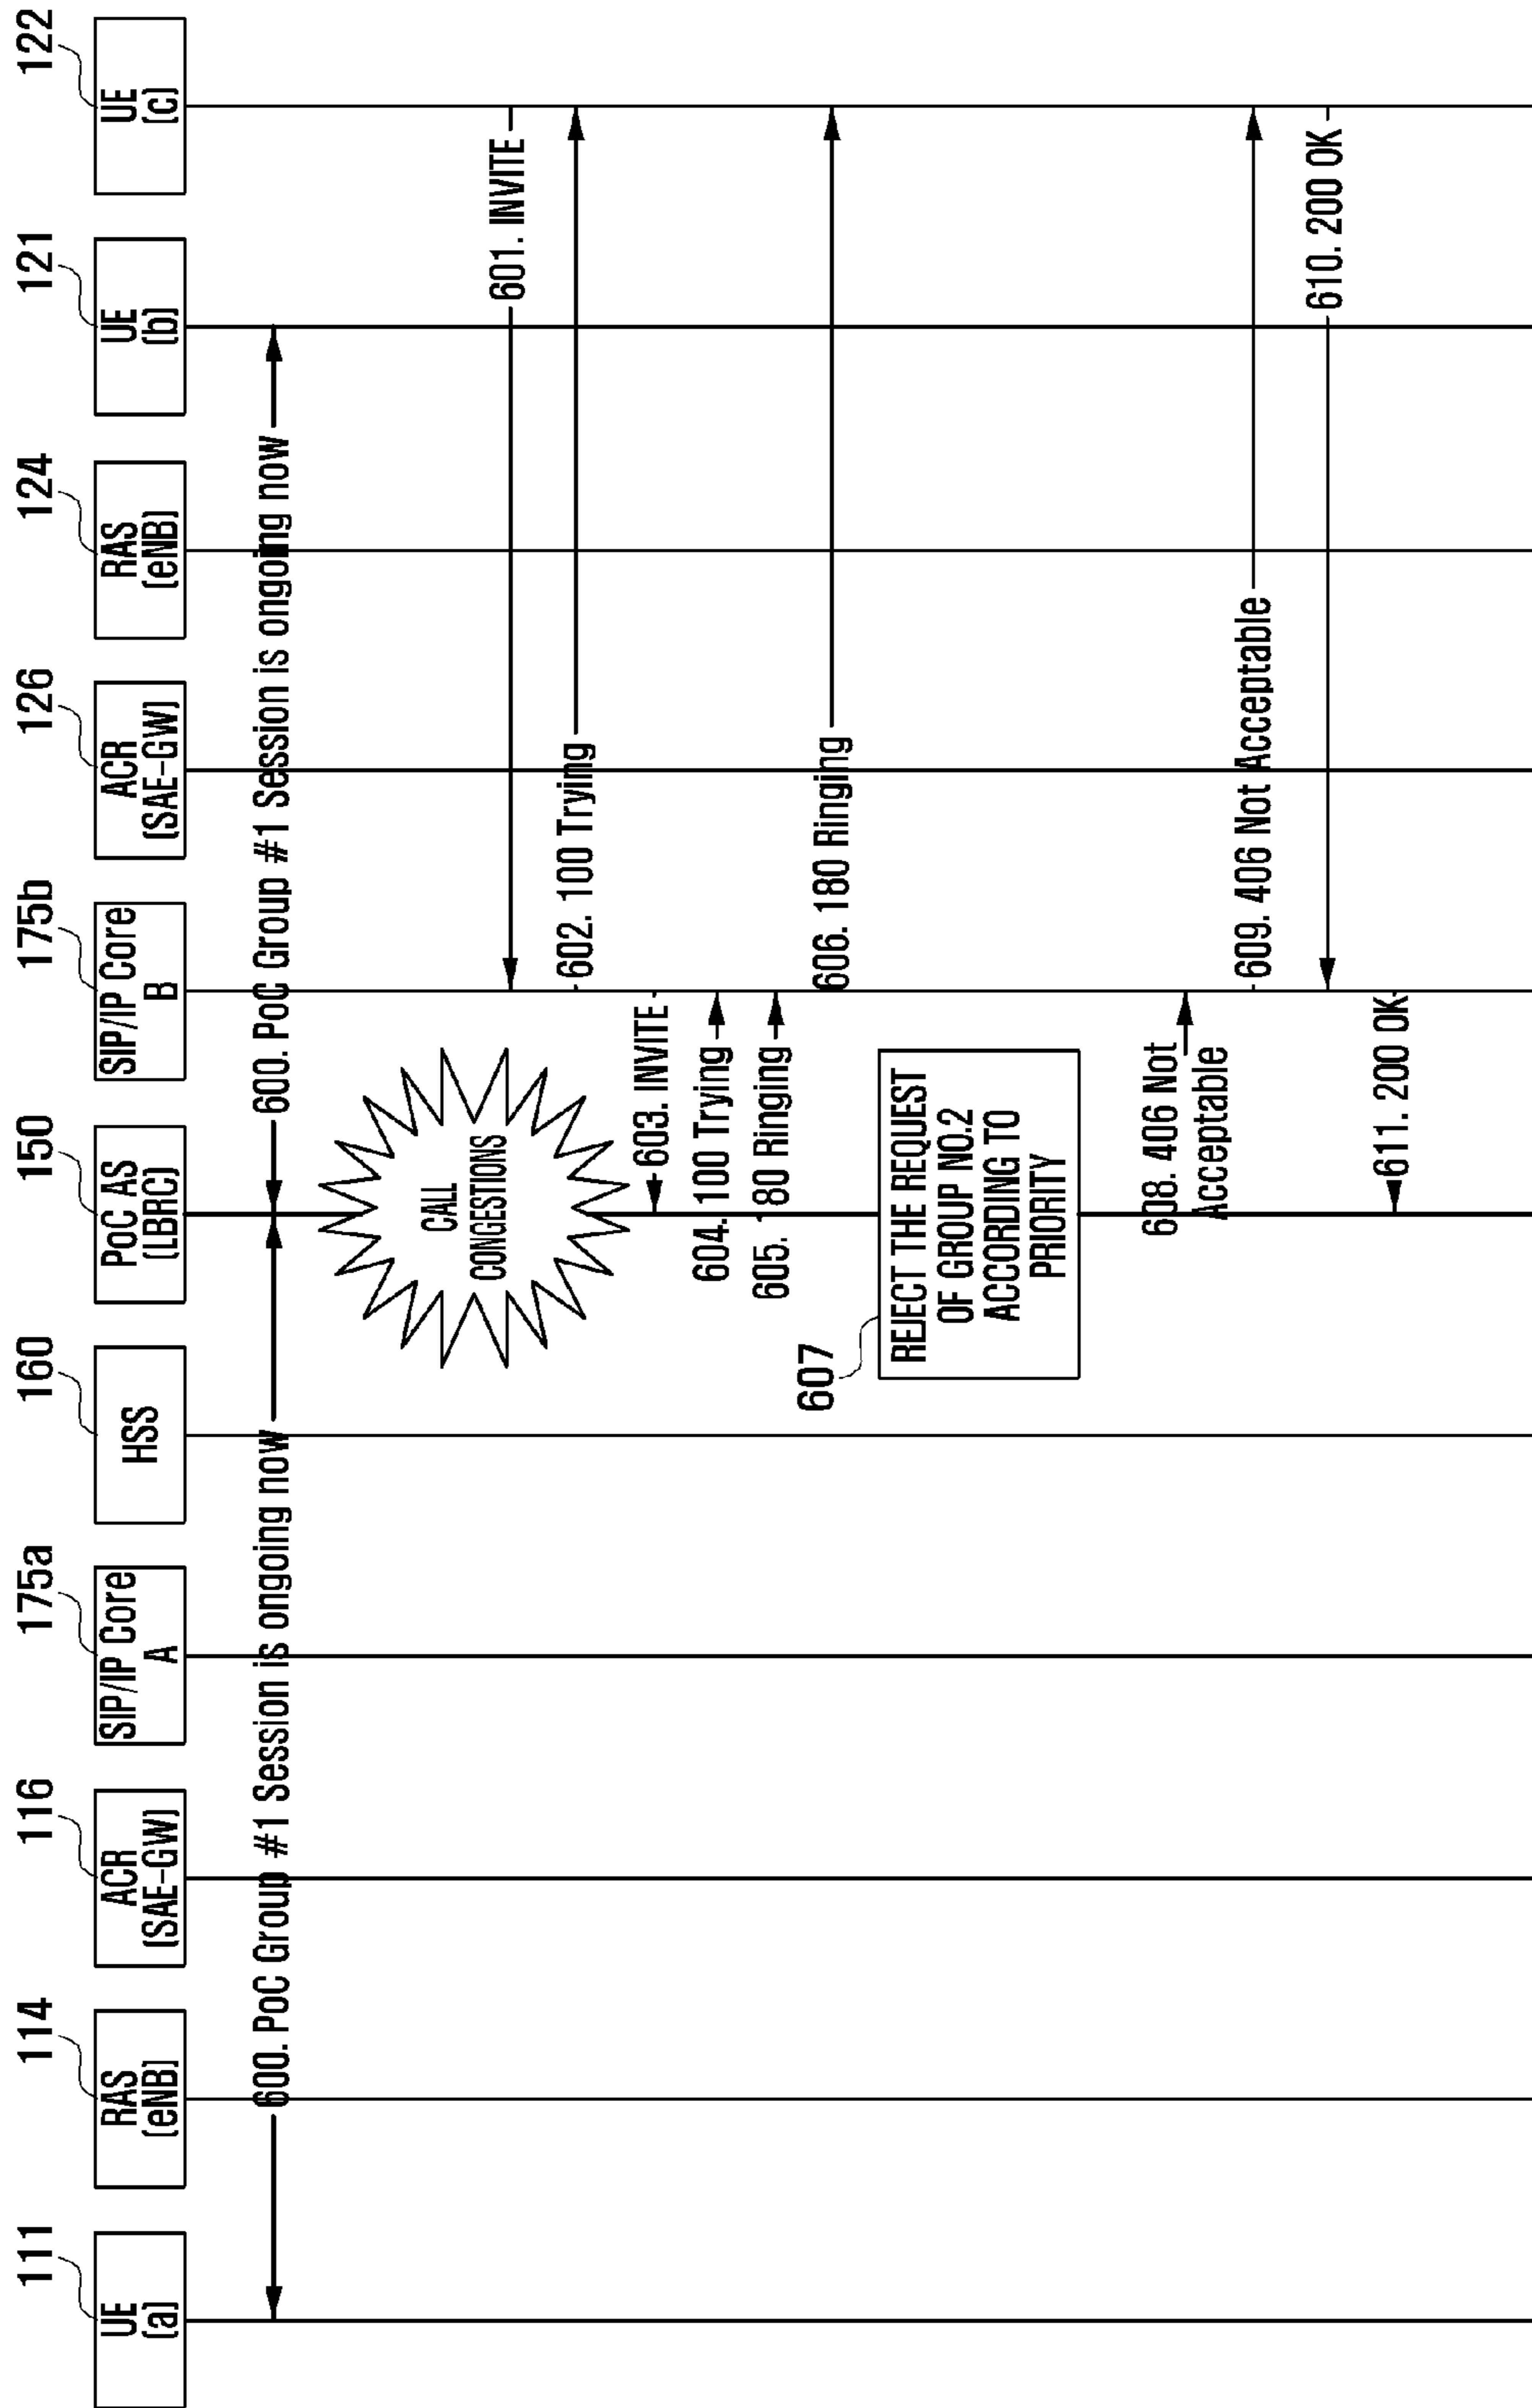 111
114
116
175a
160
150
175b
126
124
121
122
UE
(a)
RAS
(eNB)
ACR
(SAE-GW)
SIP/IP Core
A
HSS
PoC AS
(LBRC)
SIP/IP Core
B
ACR
(SAE-GW)
RAS
(eNB)
UE
(b)
UE
(c)
600. PoC Group #1 Session is ongoing now
600. PoC Group #1 Session is ongoing now
CALL
CONGESTIONS
601. INVITE
602. 100 Trying
603. INVITE
604. 100 Trying
605. 180 Ringing
606. 180 Ringing
607
REJECT THE REQUEST
OF GROUP NO.2
ACCORDING TO
PRIORITY
608. 406 Not
Acceptable
609. 406 Not Acceptable
610. 200 OK
611. 200 OK